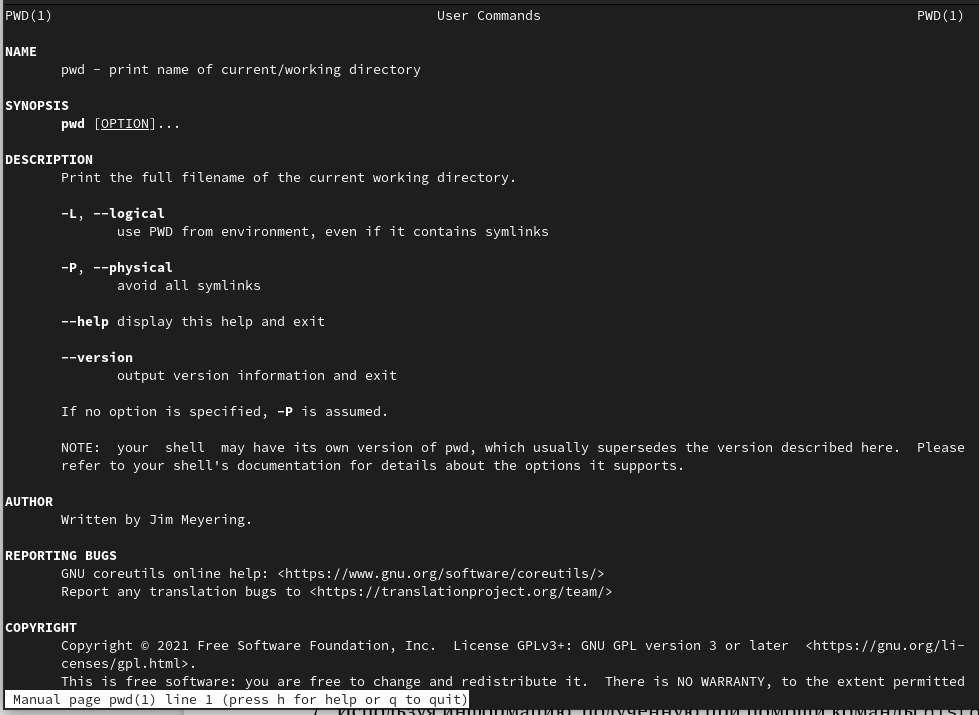 PWD(1) User Commands PWD(1)
NAME
pwd - print name of current/working directory
SYNOPSIS
pwd [OPTION]...
DESCRIPTION
Print the full filename of the current working directory.
-L, --logical
use PWD from environment, even if it contains symlinks
-P, --physical
avoid all symlinks
--help display this help and exit
--version
output version information and exit
If no option is specified, -P is assumed.
NOTE:  your  shell  may have its own version of pwd, which usually supersedes the version described here.  Please
refer to your shell's documentation for details about the options it supports.
AUTHOR
Written by Jim Meyering.
REPORTING BUGS
GNU coreutils online help: <https://www.gnu.org/software/coreutils/>
Report any translation bugs to <https://translationproject.org/team/>
COPYRIGHT
Copyright © 2021 Free Software Foundation, Inc.  License GPLv3+: GNU GPL version 3 or later  <https://gnu.org/li-
censes/gpl.html>.
This is free software: you are free to change and redistribute it.  There is NO WARRANTY, to the extent permitted
Manual page pwd(1) line 1 (press h for help or q to quit)
Используя информацию, полученную при помощи команды